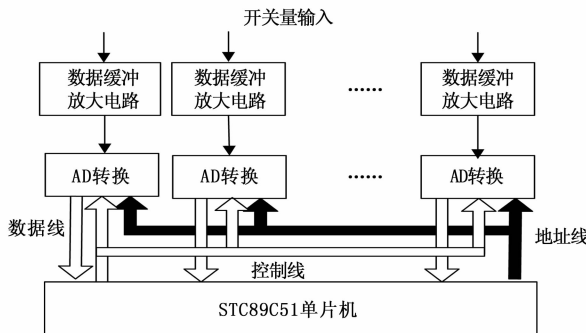 开关量输入
数据缓冲
放大电路
数据缓冲
放大电路
······
数据缓冲
放大电路
AD转换
AD转换
······
AD转换
数据线
地址线
控制线
STC89C51单片机